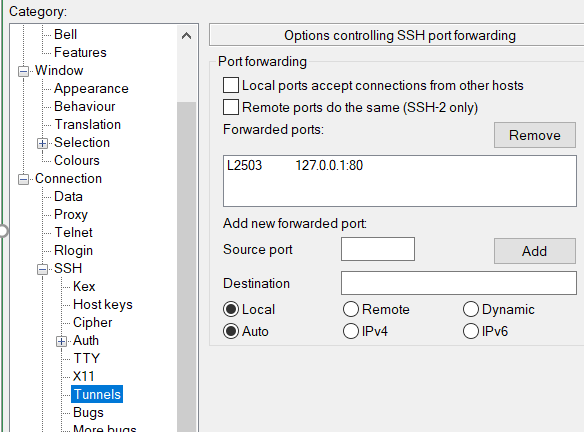 Category:
Bell
Features
Window
Appearance
Behaviour
Translation
Selection
Colours
Connection
Data
Proxy
Telnet
Rlogin
SSH
Kex
Host keys
Cipher
Auth
TTY
X11
Tunnels
Bugs
More bugs
Options controlling SSH port forwarding
Port forwarding
Local ports accept connections from other hosts
Remote ports do the same (SSH-2 only)
Forwarded ports:
Remove
L2503 127.0.0.1:80
Add new forwarded port:
Source port
Add
Destination
Local Remote Dynamic
Auto IPv4 IPv6